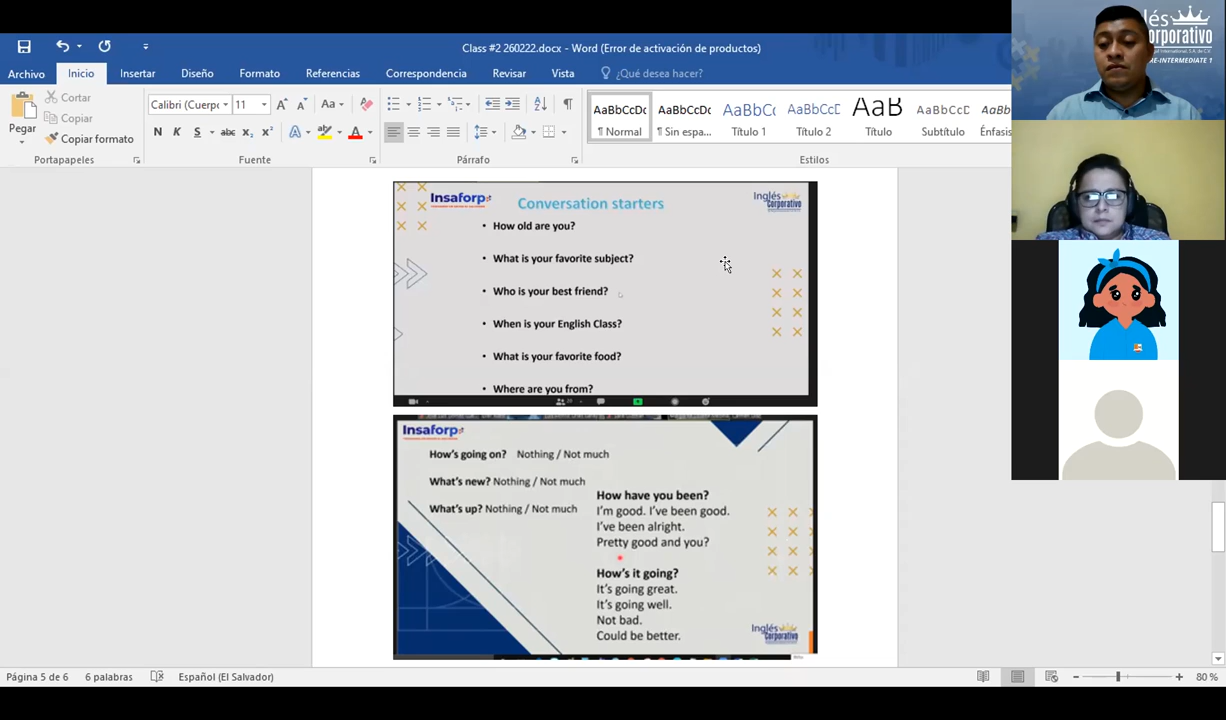 Class #2 260222.docx - Word (Error de activación de productos)
Archivo Inicio Insertar Diseño Formato Referencias Correspondencia Revisar Vista ¿Qué desea hacer?
Pegar
Cortar
Copiar
Copiar formato
Portapapeles
Calibri (Cuerpo 11
Fuente
Párrafo
AaBbCcDc AaBbCcDc AaBbCc AaBbCcD AaB AaBbCcD AaBbCcD
¶ Normal ¶ Sin espa... Título 1 Título 2 Título Subtítulo Énfasis
Estilos
Insaforp
Conversation starters
Inglés
Corporativo
• How old are you?
• What is your favorite subject?
• Who is your best friend?
• When is your English Class?
• What is your favorite food?
• Where are you from?
Insaforp
How's going on? Nothing / Not much
What's new? Nothing / Not much
What's up? Nothing / Not much
How have you been?
I'm good. I've been good.
I've been alright.
Pretty good and you?
How's it going?
It's going great.
It's going well.
Not bad.
Could be better.
Inglés
Corporativo
Página 5 de 6 6 palabras Español (El Salvador) 80 %
lés
rporativo
RE-INTERMEDIATE 1